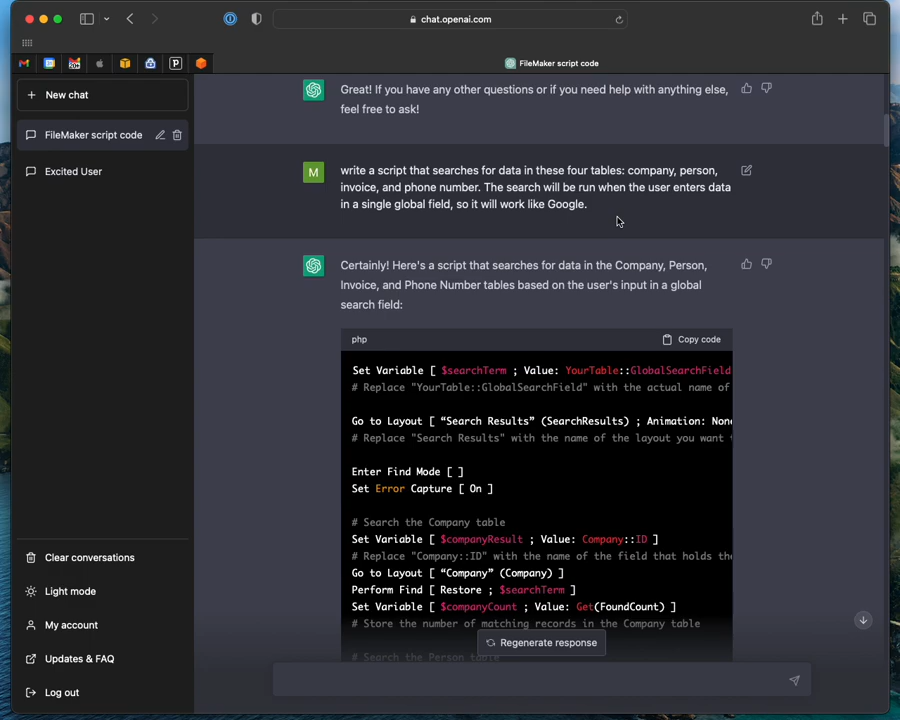 chat.openai.com
20+
P
FileMaker script code
New chat
FileMaker script code
Excited User
Great! If you have any other questions or if you need help with anything else,
feel free to ask!
M
write a script that searches for data in these four tables: company, person,
invoice, and phone number. The search will be run when the user enters data
in a single global field, so it will work like Google.
Certainly! Here's a script that searches for data in the Company, Person,
Invoice, and Phone Number tables based on the user's input in a global
search field:
php
Copy code
Set Variable [ $searchTerm ; Value: YourTable::GlobalSearchField
# Replace "YourTable::GlobalSearchField" with the actual name of
Go to Layout [ “Search Results” (SearchResults) ; Animation: None
# Replace "Search Results" with the name of the layout you want
Enter Find Mode [ ]
Set Error Capture [ On ]
# Search the Company table
Set Variable [ $companyResult ; Value: Company::ID ]
# Replace "Company::ID" with the name of the field that holds the
Go to Layout [ “Company” (Company) ]
Perform Find [ Restore ; $searchTerm ]
Set Variable [ $companyCount ; Value: Get(FoundCount) ]
# Store the number of matching records in the Company table
# Search the Person table
Regenerate response
Clear conversations
Light mode
My account
Updates & FAQ
Log out